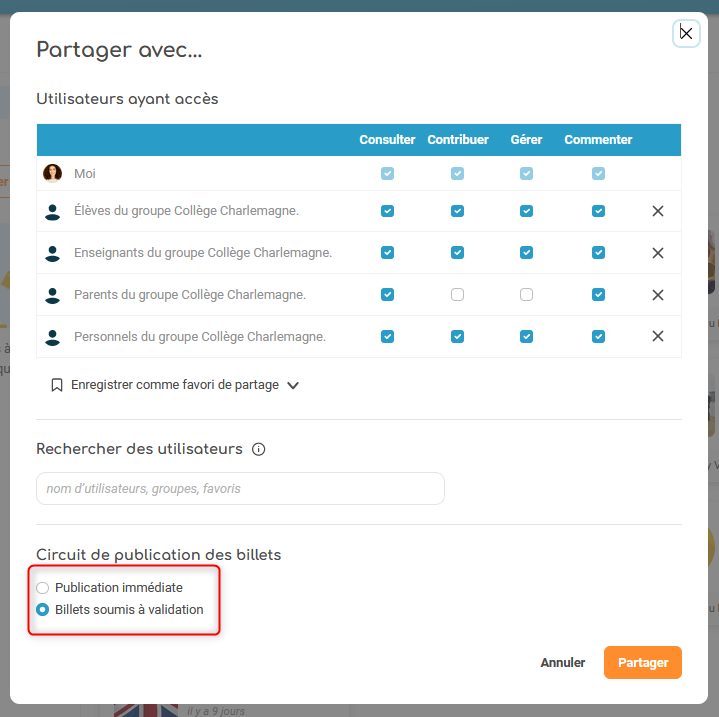 Partager avec...
Utilisateurs ayant accès
Consulter Contribuer Gérer Commenter
Moi
Élèves du groupe Collège Charlemagne.
Enseignants du groupe Collège Charlemagne.
Parents du groupe Collège Charlemagne.
Personnels du groupe Collège Charlemagne.
Enregistrer comme favori de partage
Rechercher des utilisateurs
nom d'utilisateurs, groupes, favoris
Circuit de publication des billets
Publication immédiate
Billets soumis à validation
Annuler Partager
il y a 9 jours